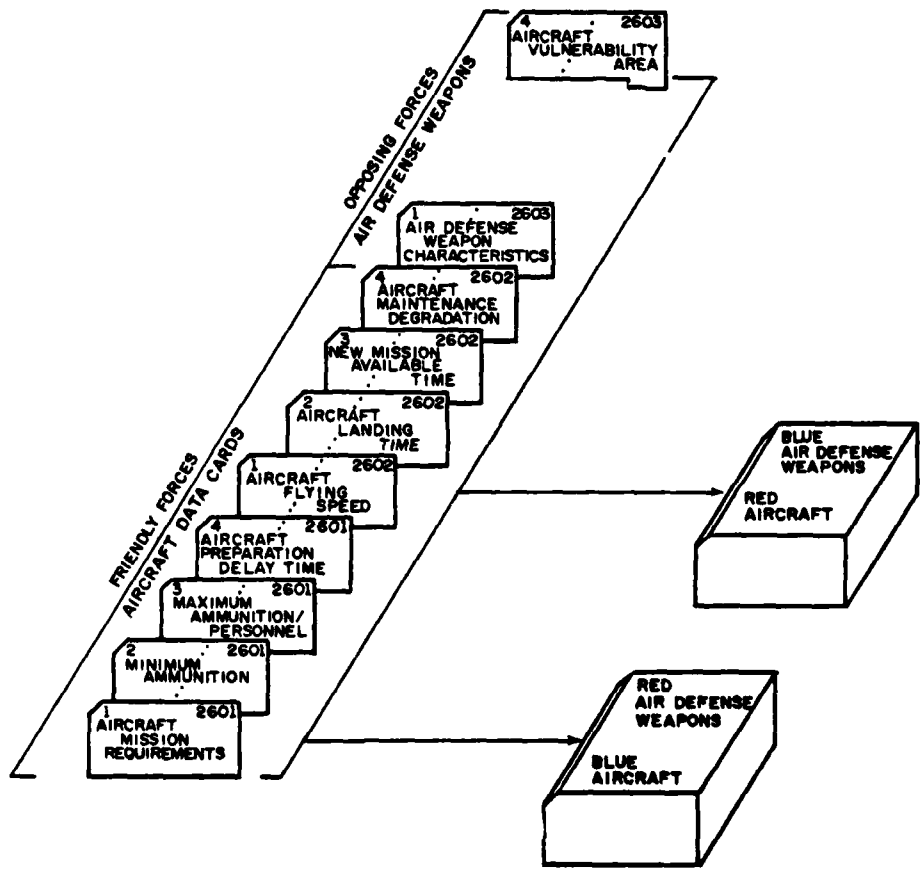 4 2603
AIRCRAFT
VULNERABILITY
AREA
OPPOSING FORCES
AIR DEFENSE WEAPONS
1 2603
AIR DEFENSE
WEAPON
CHARACTERISTICS
4 2602
AIRCRAFT
MAINTENANCE
DEGRADATION
3 2602
NEW MISSION
AVAILABLE
TIME
2 2602
AIRCRAFT
LANDING
TIME
FRIENDLY FORCES
AIRCRAFT DATA CARDS
1 2602
AIRCRAFT
FLYING
SPEED
4 2601
AIRCRAFT
PREPARATION
DELAY TIME
3 2601
MAXIMUM
AMMUNITION/
PERSONNEL
2 2601
MINIMUM
AMMUNITION
1 2601
AIRCRAFT
MISSION
REQUIREMENTS
BLUE
AIR DEFENSE
WEAPONS
RED
AIRCRAFT
RED
AIR DEFENSE
WEAPONS
BLUE
AIRCRAFT